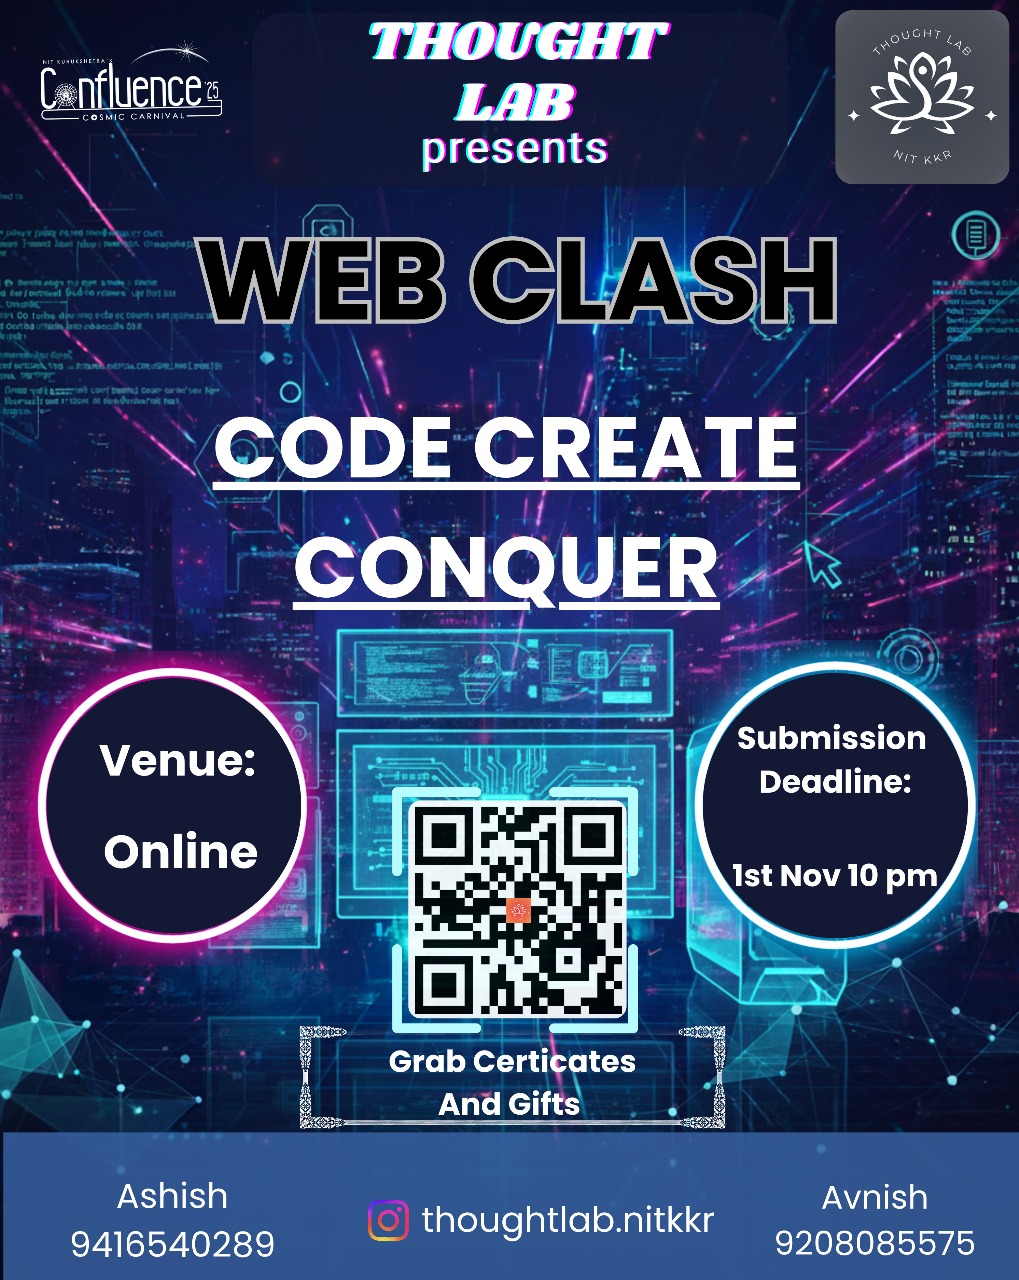 NIT KURUKSHETRA'S
Confluence '25
COSMIC CARNIVAL
THOUGHT
LAB
presents
THOUGHT LAB
NIT KKR
WEB CLASH
CODE CREATE
CONQUER
Venue:
Online
Submission
Deadline:
1st Nov 10 pm
Grab Certicates
And Gifts
Ashish
9416540289
thoughtlab.nitkkr
Avnish
9208085575